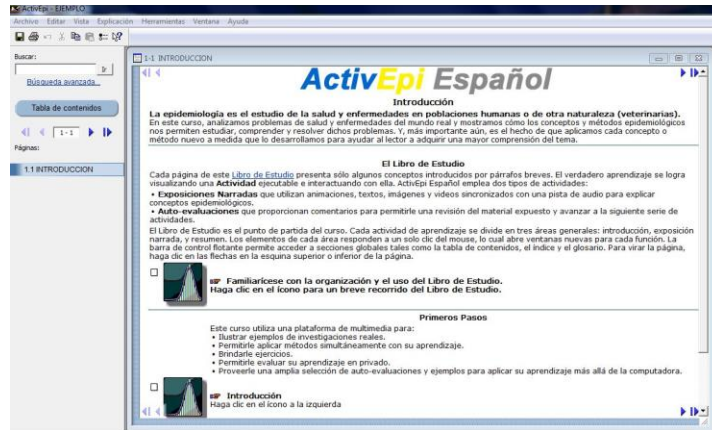 ActivEpi - EJEMPLO
Archivo Editar Vista Explicación Herramientas Ventana Ayuda
Buscar:
Ir
Búsqueda avanzada...
Tabla de contenidos
1-1
Páginas:
1.1 INTRODUCCION
1-1 INTRODUCCION
ActivEpi Español
Introducción
La epidemiología es el estudio de la salud y enfermedades en poblaciones humanas o de otra naturaleza (veterinarias).
En este curso, analizamos problemas de salud y enfermedades del mundo real y mostramos cómo los conceptos y métodos epidemiológicos
nos permiten estudiar, comprender y resolver dichos problemas. Y, más importante aún, es el hecho de que aplicamos cada concepto o
método nuevo a medida que lo desarrollamos para ayudar al lector a adquirir una mayor comprensión del tema.
El Libro de Estudio
Cada página de este Libro de Estudio presenta sólo algunos conceptos introducidos por párrafos breves. El verdadero aprendizaje se logra
visualizando una Actividad ejecutable e interactuando con ella. ActivEpi Español emplea dos tipos de actividades:
• Exposiciones Narradas que utilizan animaciones, textos, imágenes y videos sincronizados con una pista de audio para explicar
conceptos epidemiológicos.
• Auto-evaluaciones que proporcionan comentarios para permitirle una revisión del material expuesto y avanzar a la siguiente serie de
actividades.
El Libro de Estudio es el punto de partida del curso. Cada actividad de aprendizaje se divide en tres áreas generales: introducción, exposición
narrada, y resumen. Los elementos de cada área responden a un solo clic del mouse, lo cual abre ventanas nuevas para cada función. La
barra de control flotante permite acceder a secciones globales tales como la tabla de contenidos, el índice y el glosario. Para virar la página,
haga clic en las flechas en la esquina superior o inferior de la página.
Familiarícese con la organización y el uso del Libro de Estudio.
Haga clic en el ícono para un breve recorrido del Libro de Estudio.
Primeros Pasos
Este curso utiliza una plataforma de multimedia para:
• Ilustrar ejemplos de investigaciones reales.
• Permitirle aplicar métodos simultáneamente con su aprendizaje.
• Brindarle ejercicios.
• Permitirle evaluar su aprendizaje en privado.
• Proveerle una amplia selección de auto-evaluaciones y ejemplos para aplicar su aprendizaje más allá de la computadora.
Introducción
Haga clic en el ícono a la izquierda